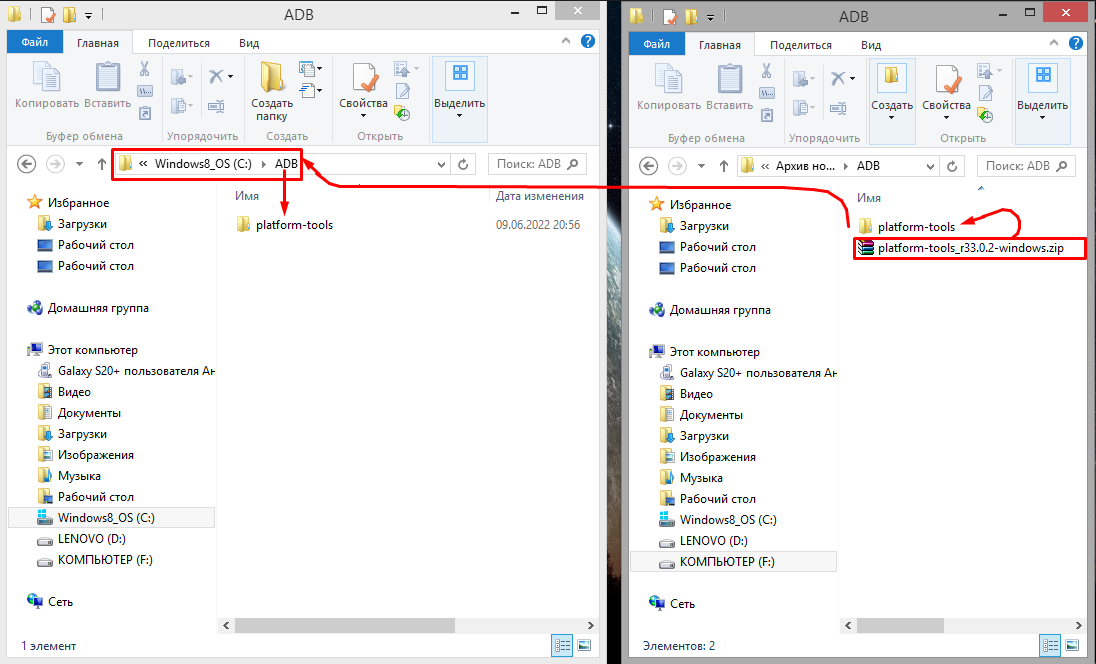 ADB
Файл Главная Поделиться Вид
Копировать Вставить Создать папку Свойства Выделить
Буфер обмена Упорядочить Создать Открыть
« Windows8_OS (C:) ADB Поиск: ADB
Избранное
Загрузки
Рабочий стол
Рабочий стол
Домашняя группа
Этот компьютер
Galaxy S20+ пользователя Ан
Видео
Документы
Загрузки
Изображения
Музыка
Рабочий стол
Windows8_OS (C:)
LENOVO (D:)
КОМПЬЮТЕР (F:)
Сеть
Имя Дата изменения
platform-tools 09.06.2022 20:56
1 элемент
ADB
Файл Главная Поделиться Вид
Копировать Вставить Создать Свойства Выделить
Буфер обмена Упорядочить Открыть
« Архив но... ADB Поиск: ADB
Избранное
Загрузки
Рабочий стол
Рабочий стол
Домашняя группа
Этот компьютер
Galaxy S20+ пользователя Ан
Видео
Документы
Загрузки
Изображения
Музыка
Рабочий стол
Windows8_OS (C:)
LENOVO (D:)
КОМПЬЮТЕР (F:)
Сеть
Имя
platform-tools
platform-tools_r33.0.2-windows.zip
Элементов: 2